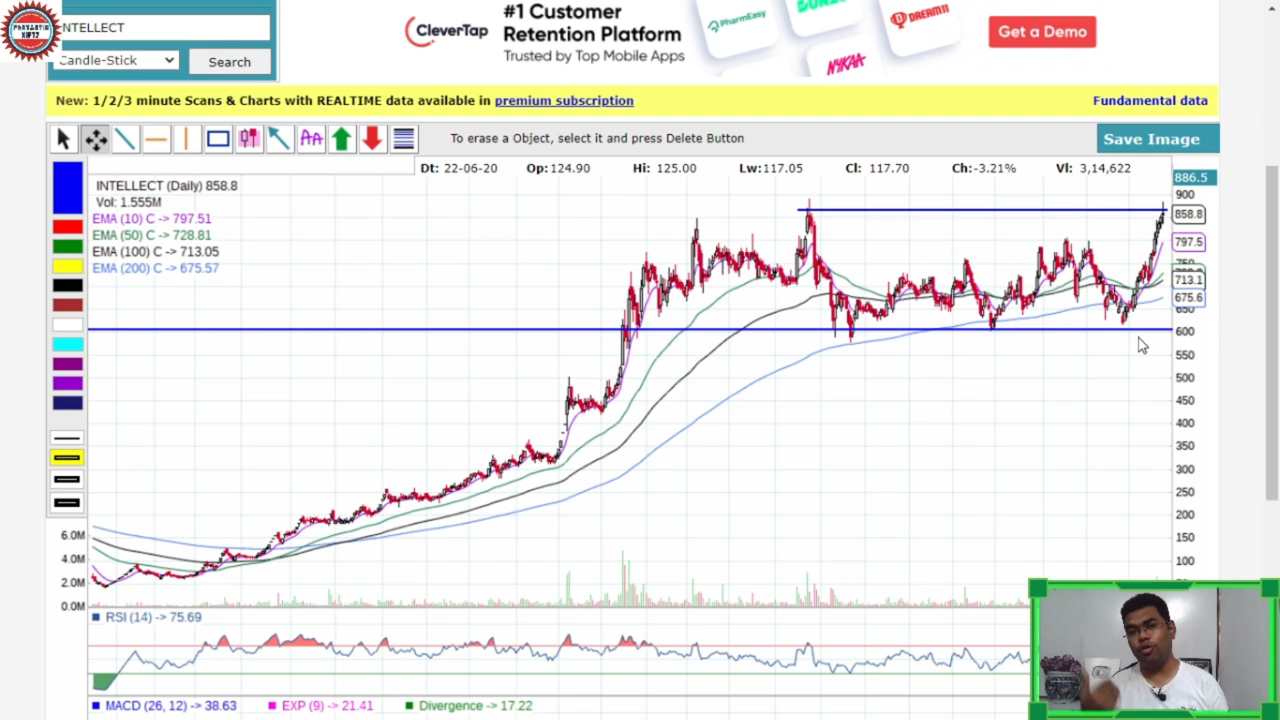 FANTASTIC
NIFTY
INTELLECT
Candle-Stick
Search
CleverTap
#1 Customer
Retention Platform
Trusted by Top Mobile Apps
PharmEasy
DREAM11
NYKAA
Get a Demo
New: 1/2/3 minute Scans & Charts with REALTIME data available in premium subscription
Fundamental data
To erase a Object, select it and press Delete Button
Save Image
Dt: 22-06-20 Op:124.90 Hi: 125.00 Lw:117.05 Cl: 117.70 Ch:-3.21% Vl: 3,14,622
INTELLECT (Daily) 858.8
Vol: 1.555M
EMA (10) C -> 797.51
EMA (50) C -> 728.81
EMA (100) C -> 713.05
EMA (200) C -> 675.57
886.5
900
858.8
797.5
750
713.1
675.6
650
600
550
500
450
400
350
300
250
200
150
100
6.0M
4.0M
2.0M
0.0M
RSI (14) -> 75.69
MACD (26, 12) -> 38.63 EXP (9) -> 21.41 Divergence -> 17.22